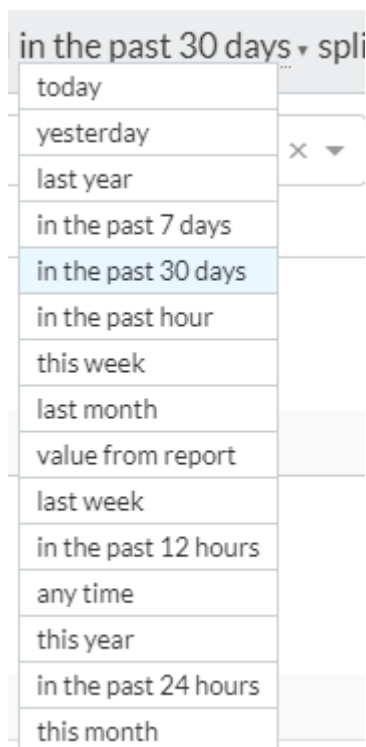 in the past 30 days ▾ spli
today
yesterday
last year
in the past 7 days
in the past 30 days
in the past hour
this week
last month
value from report
last week
in the past 12 hours
any time
this year
in the past 24 hours
this month